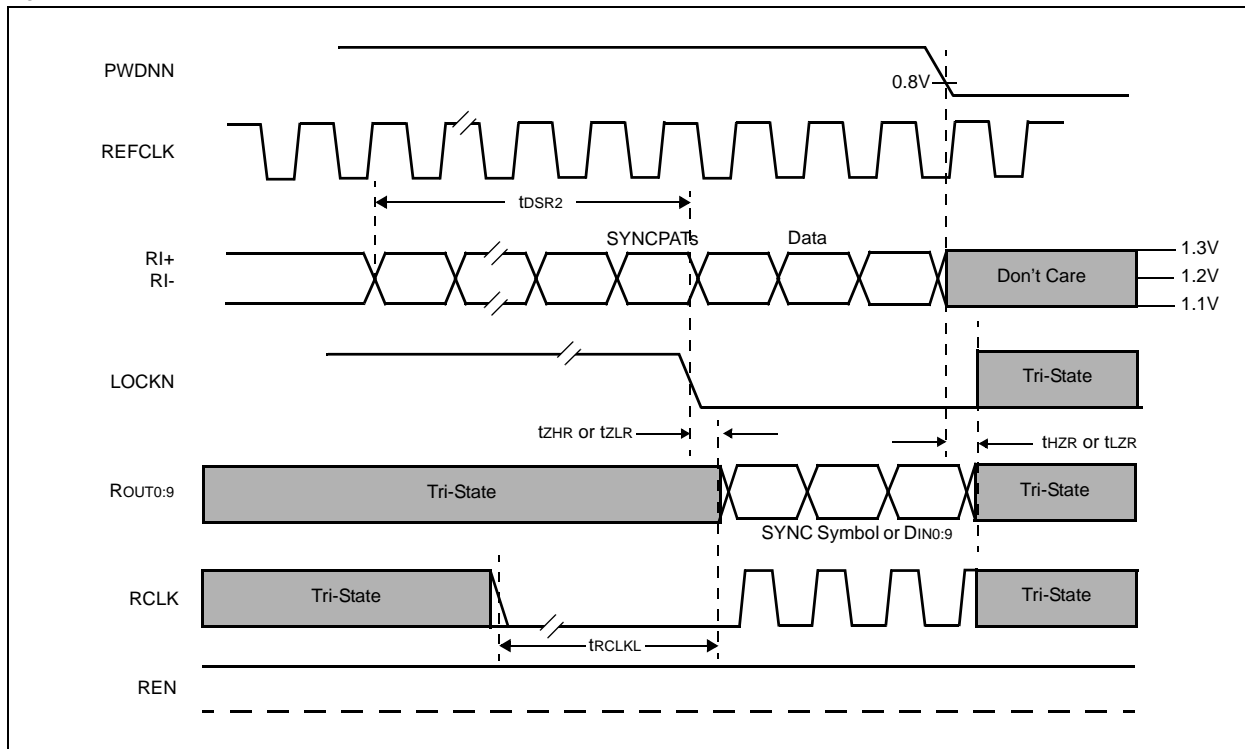 PWDNN
0.8V
REFCLK
tDSR2
SYNCPATs
Data
RI+
RI-
Don't Care
1.3V
1.2V
1.1V
LOCKN
Tri-State
tZHR or tZLR
tHZR or tLZR
ROUT0:9
Tri-State
Tri-State
SYNC Symbol or DIN0:9
RCLK
Tri-State
Tri-State
tRCLKL
REN